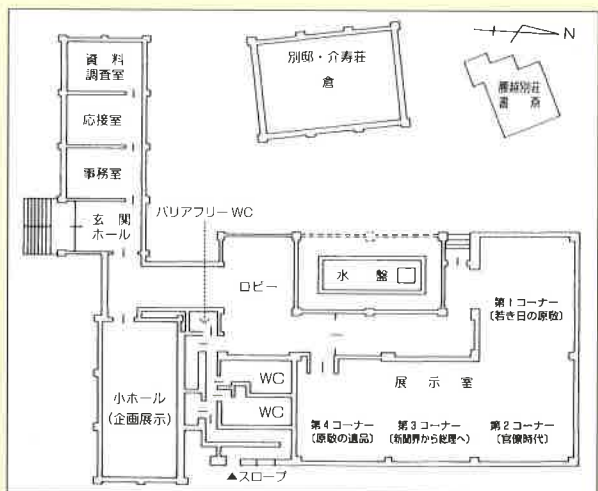 資料
調査室
応接室
事務室
玄関
ホール
別邸・介寿荘
倉
N
腰越別荘
書斎
バリアフリーWC
ロビー
水盤
第1コーナー
〔若き日の原敬〕
小ホール
(企画展示)
WC
WC
展示室
第4コーナー
〔原敬の遺品〕
第3コーナー
〔新聞界から総理へ〕
第2コーナー
〔官僚時代〕
▲スロープ